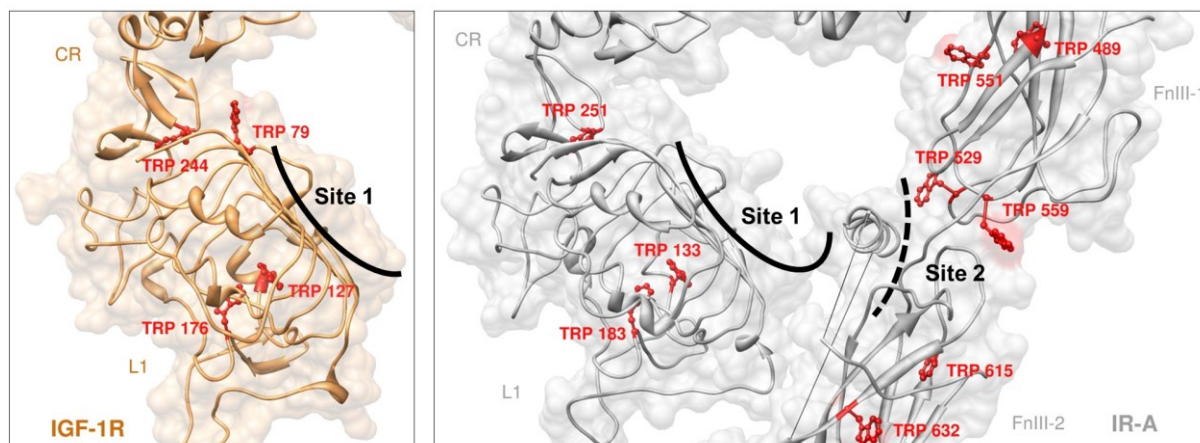 CR
TRP 79
TRP 244
Site 1
TRP 127
TRP 176
L1
IGF-1R
CR
TRP 489
TRP 551
FnIII-1
TRP 251
TRP 529
Site 1
TRP 559
TRP 133
Site 2
TRP 183
TRP 615
L1
FnIII-2
IR-A
TRP 632